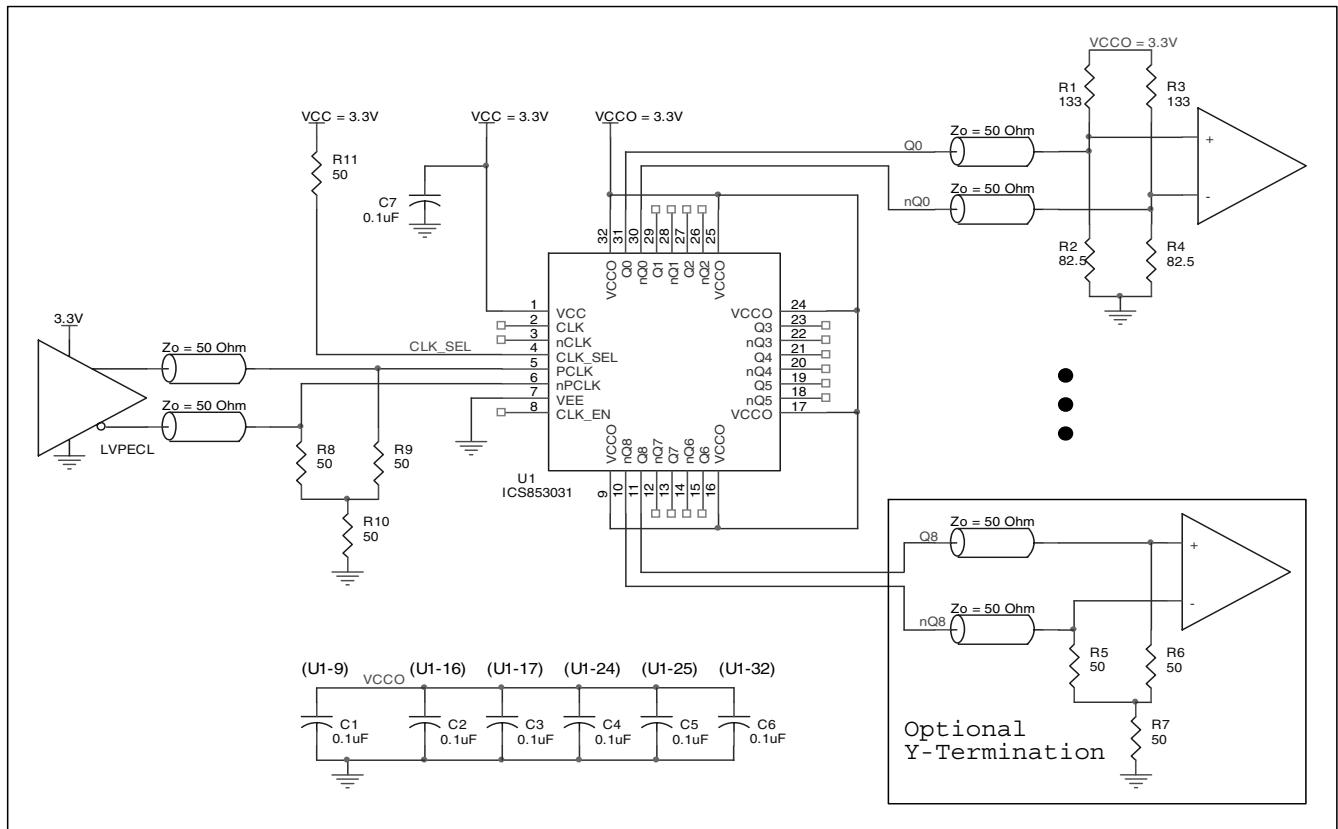 VCCO = 3.3V
R1
133
R3
133
VCC = 3.3V
VCC = 3.3V
VCCO = 3.3V
R11
50
C7
0.1uF
Q0
Zo = 50 Ohm
+
nQ0
Zo = 50 Ohm
-
R2
82.5
R4
82.5
32
31
30
29
28
27
26
25
VCCO
Q0
nQ0
Q1
nQ1
Q2
nQ2
VCCO
1
VCC
2
CLK
3
nCLK
CLK_SEL
4
CLK_SEL
5
PCLK
6
nPCLK
7
VEE
8
CLK_EN
24
VCCO
23
Q3
22
nQ3
21
Q4
20
nQ4
19
Q5
18
nQ5
17
VCCO
VCCO
nQ8
Q8
nQ7
Q7
nQ6
Q6
VCCO
9
10
11
12
13
14
15
16
U1
ICS853031
3.3V
Zo = 50 Ohm
Zo = 50 Ohm
LVPECL
R8
50
R9
50
R10
50
Q8
Zo = 50 Ohm
+
nQ8
Zo = 50 Ohm
-
R5
50
R6
50
R7
50
Optional
Y-Termination
(U1-9)
(U1-16)
(U1-17)
(U1-24)
(U1-25)
(U1-32)
VCCO
C1
0.1uF
C2
0.1uF
C3
0.1uF
C4
0.1uF
C5
0.1uF
C6
0.1uF